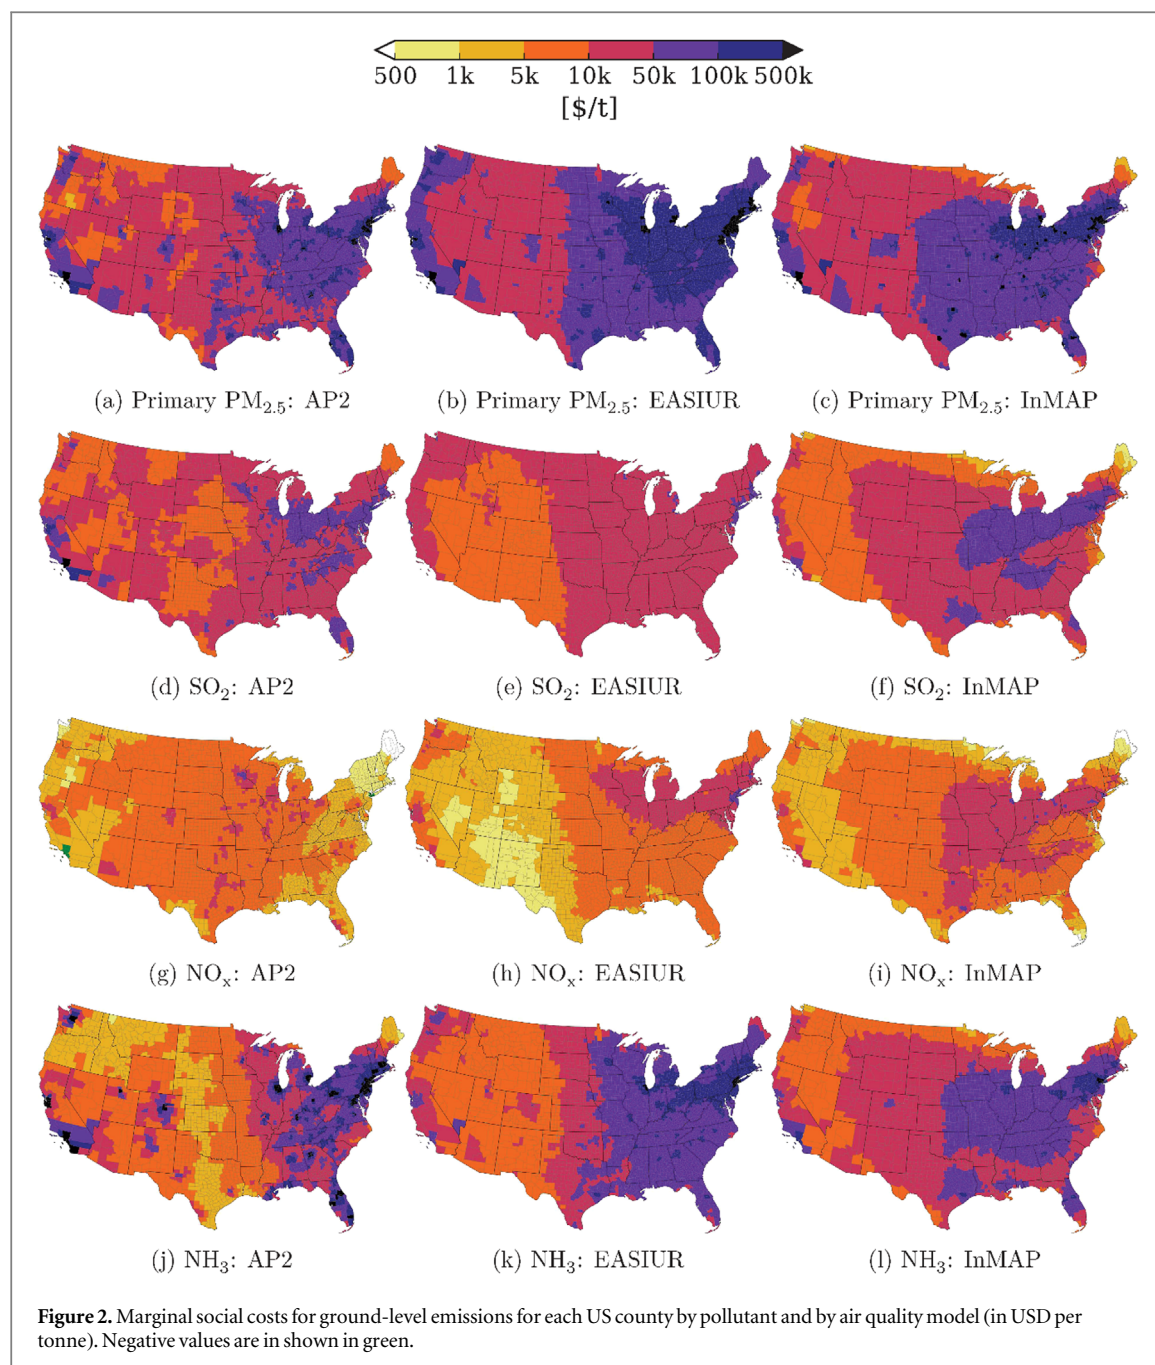 500 1k 5k 10k 50k 100k 500k
[$/t]
(a) Primary PM₂.₅: AP2 (b) Primary PM₂.₅: EASIUR (c) Primary PM₂.₅: InMAP
(d) SO₂: AP2 (e) SO₂: EASIUR (f) SO₂: InMAP
(g) NOₓ: AP2 (h) NOₓ: EASIUR (i) NOₓ: InMAP
(j) NH₃: AP2 (k) NH₃: EASIUR (l) NH₃: InMAP
Figure 2. Marginal social costs for ground-level emissions for each US county by pollutant and by air quality model (in USD per
tonne). Negative values are in shown in green.